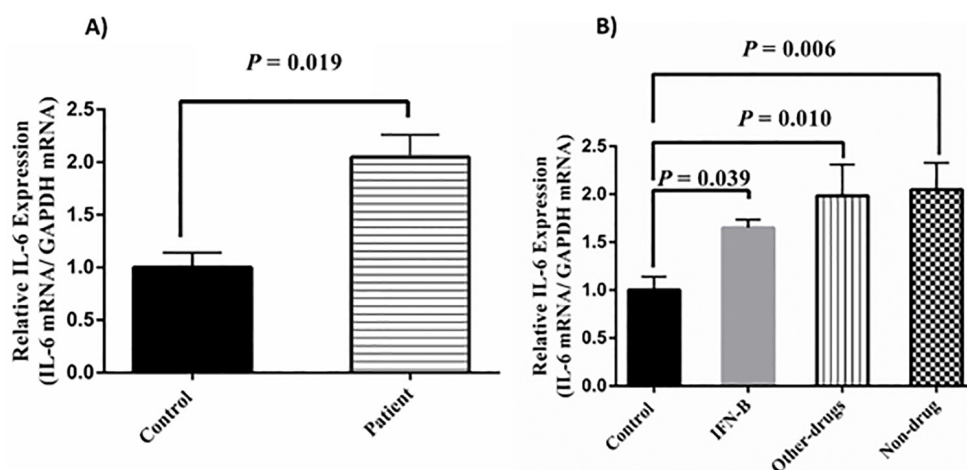 A)
P = 0.019
Relative IL-6 Expression
(IL-6 mRNA/ GAPDH mRNA)
2.5
2.0
1.5
1.0
0.5
0.0
Control
Patient
B)
P = 0.006
P = 0.010
P = 0.039
Relative IL-6 Expression
(IL-6 mRNA/ GAPDH mRNA)
2.5
2.0
1.5
1.0
0.5
0.0
Control
IFN-B
Other-drugs
Non-drug